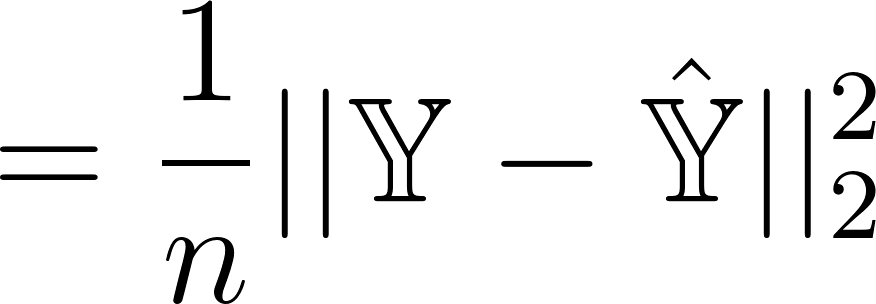 = \frac{1}{n} ||\mathbb{Y} - \hat{\mathbb{Y}}||_2^2